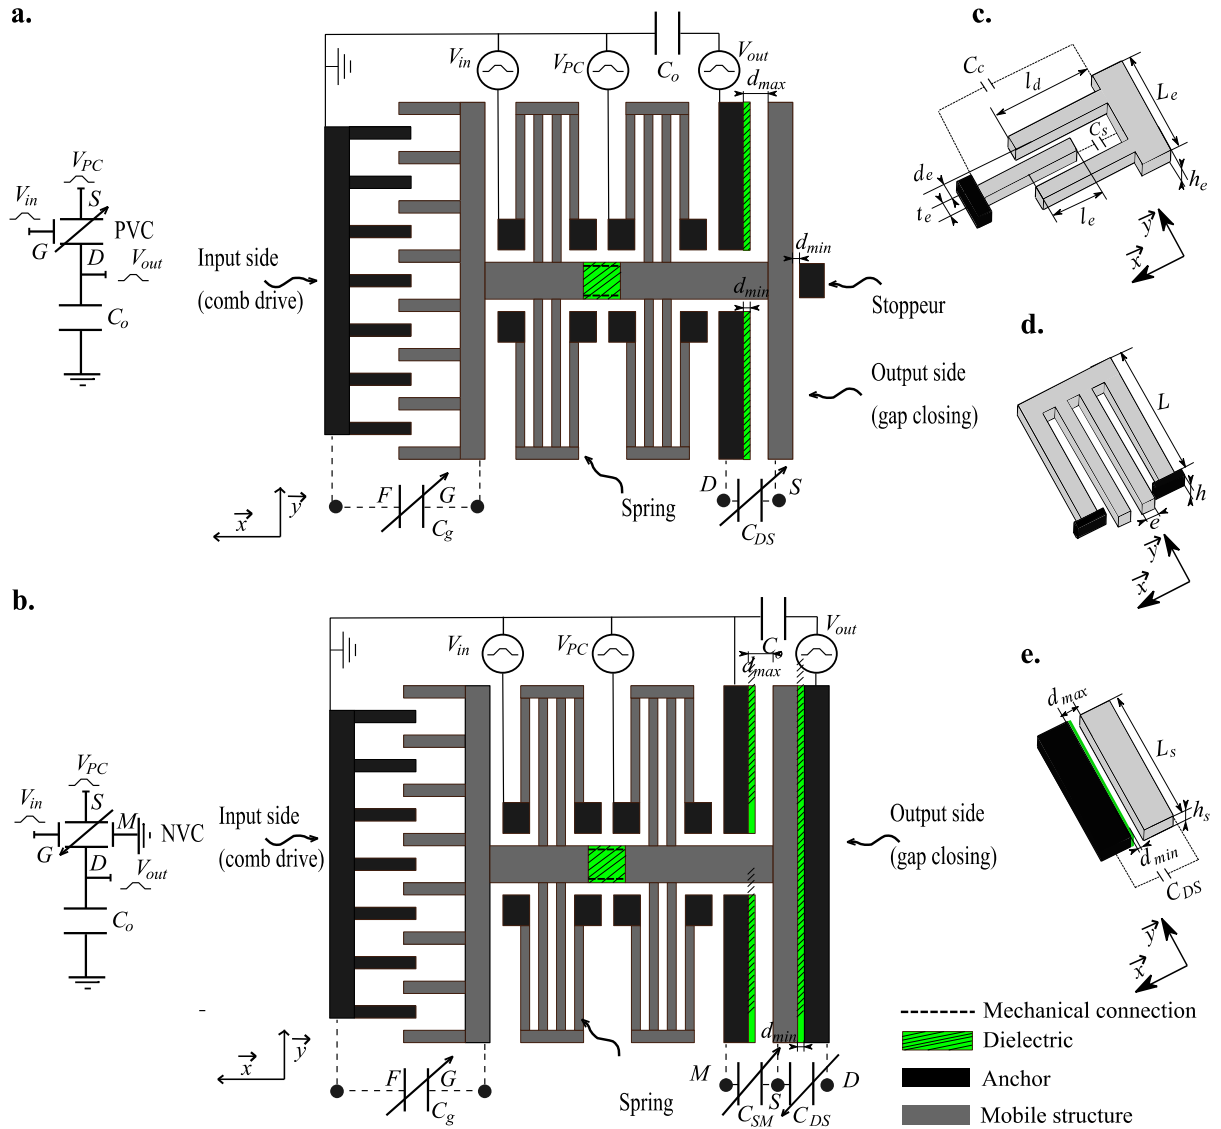 a.
V_in
V_PC
C_o
V_out
d_max
V_PC
V_in
S
G
PVC
D
V_out
C_o
Input side
(comb drive)
d_min
d_min
Stoppeur
Output side
(gap closing)
Spring
F
G
C_g
D
S
C_DS
x
y
b.
V_in
V_PC
C_o
V_out
d_max
V_PC
V_in
S
M
NVC
G
D
V_out
C_o
Input side
(comb drive)
Output side
(gap closing)
d_min
Spring
F
G
C_g
M
S
D
C_SM
C_DS
x
y
c.
C_c
l_d
L_e
C_s
d_e
h_e
t_e
l_e
y
x
d.
L
h
e
y
x
e.
d_max
L_s
h_s
d_min
C_DS
y
x
Mechanical connection
Dielectric
Anchor
Mobile structure